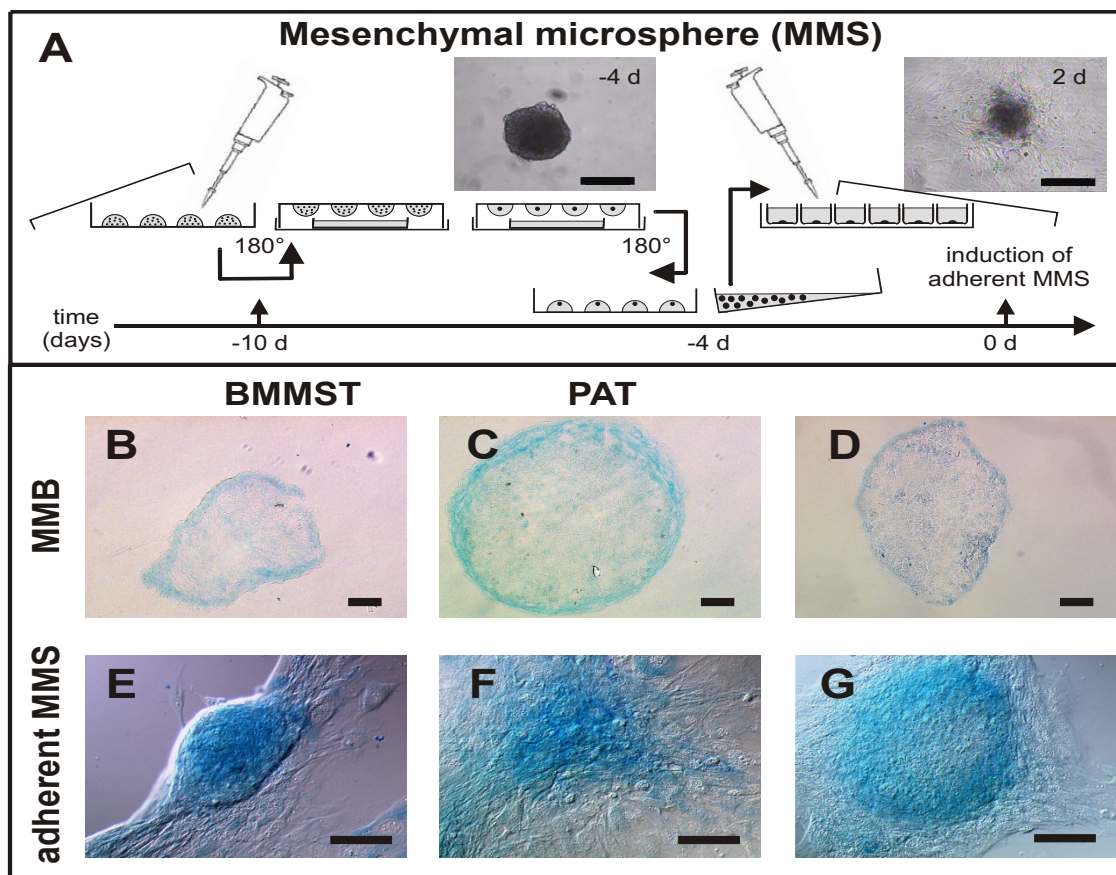 A
Mesenchymal microsphere (MMS)
-4 d
2 d
180°
180°
induction of
adherent MMS
time
(days)
-10 d
-4 d
0 d
BMMST
PAT
MMB
B
C
D
adherent MMS
E
F
G